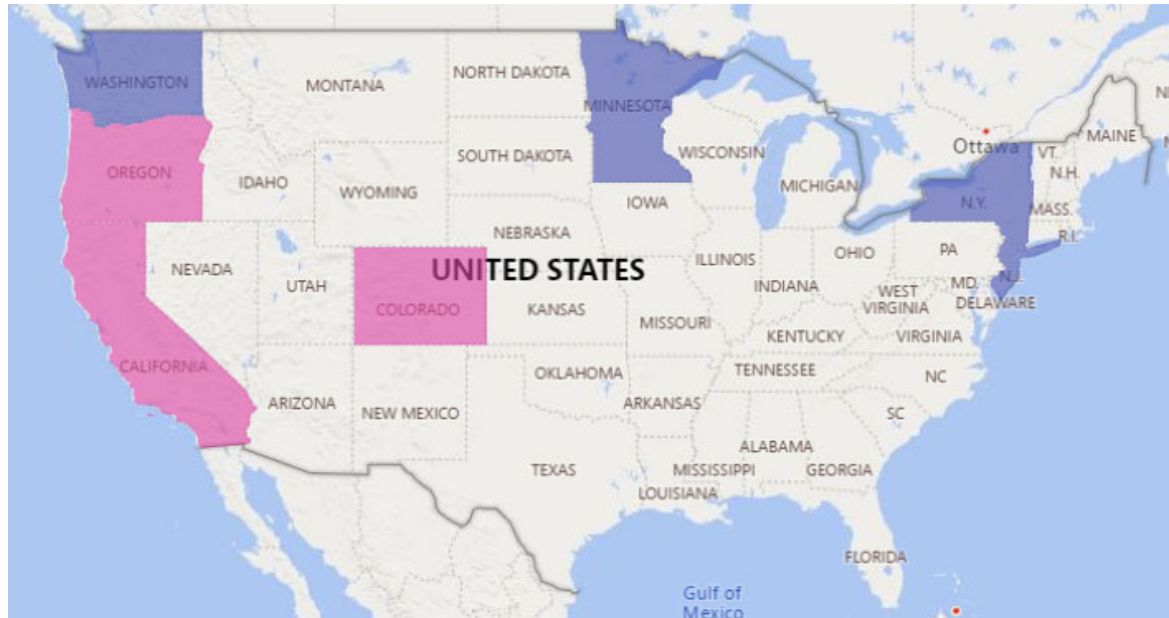 WASHINGTON
MONTANA
NORTH DAKOTA
MINNESOTA
OREGON
IDAHO
WYOMING
SOUTH DAKOTA
WISCONSIN
MICHIGAN
Ottawa
VT.
MAINE
N.H.
N.Y.
MASS.
R.I.
IOWA
NEBRASKA
NEVADA
UTAH
COLORADO
UNITED STATES
KANSAS
ILLINOIS
INDIANA
OHIO
PA
N.J.
MD.
DELAWARE
WEST
VIRGINIA
VIRGINIA
MISSOURI
KENTUCKY
CALIFORNIA
ARIZONA
NEW MEXICO
OKLAHOMA
ARKANSAS
TENNESSEE
NC
SC
TEXAS
LOUISIANA
MISSISSIPPI
ALABAMA
GEORGIA
FLORIDA
Gulf of
Mexico